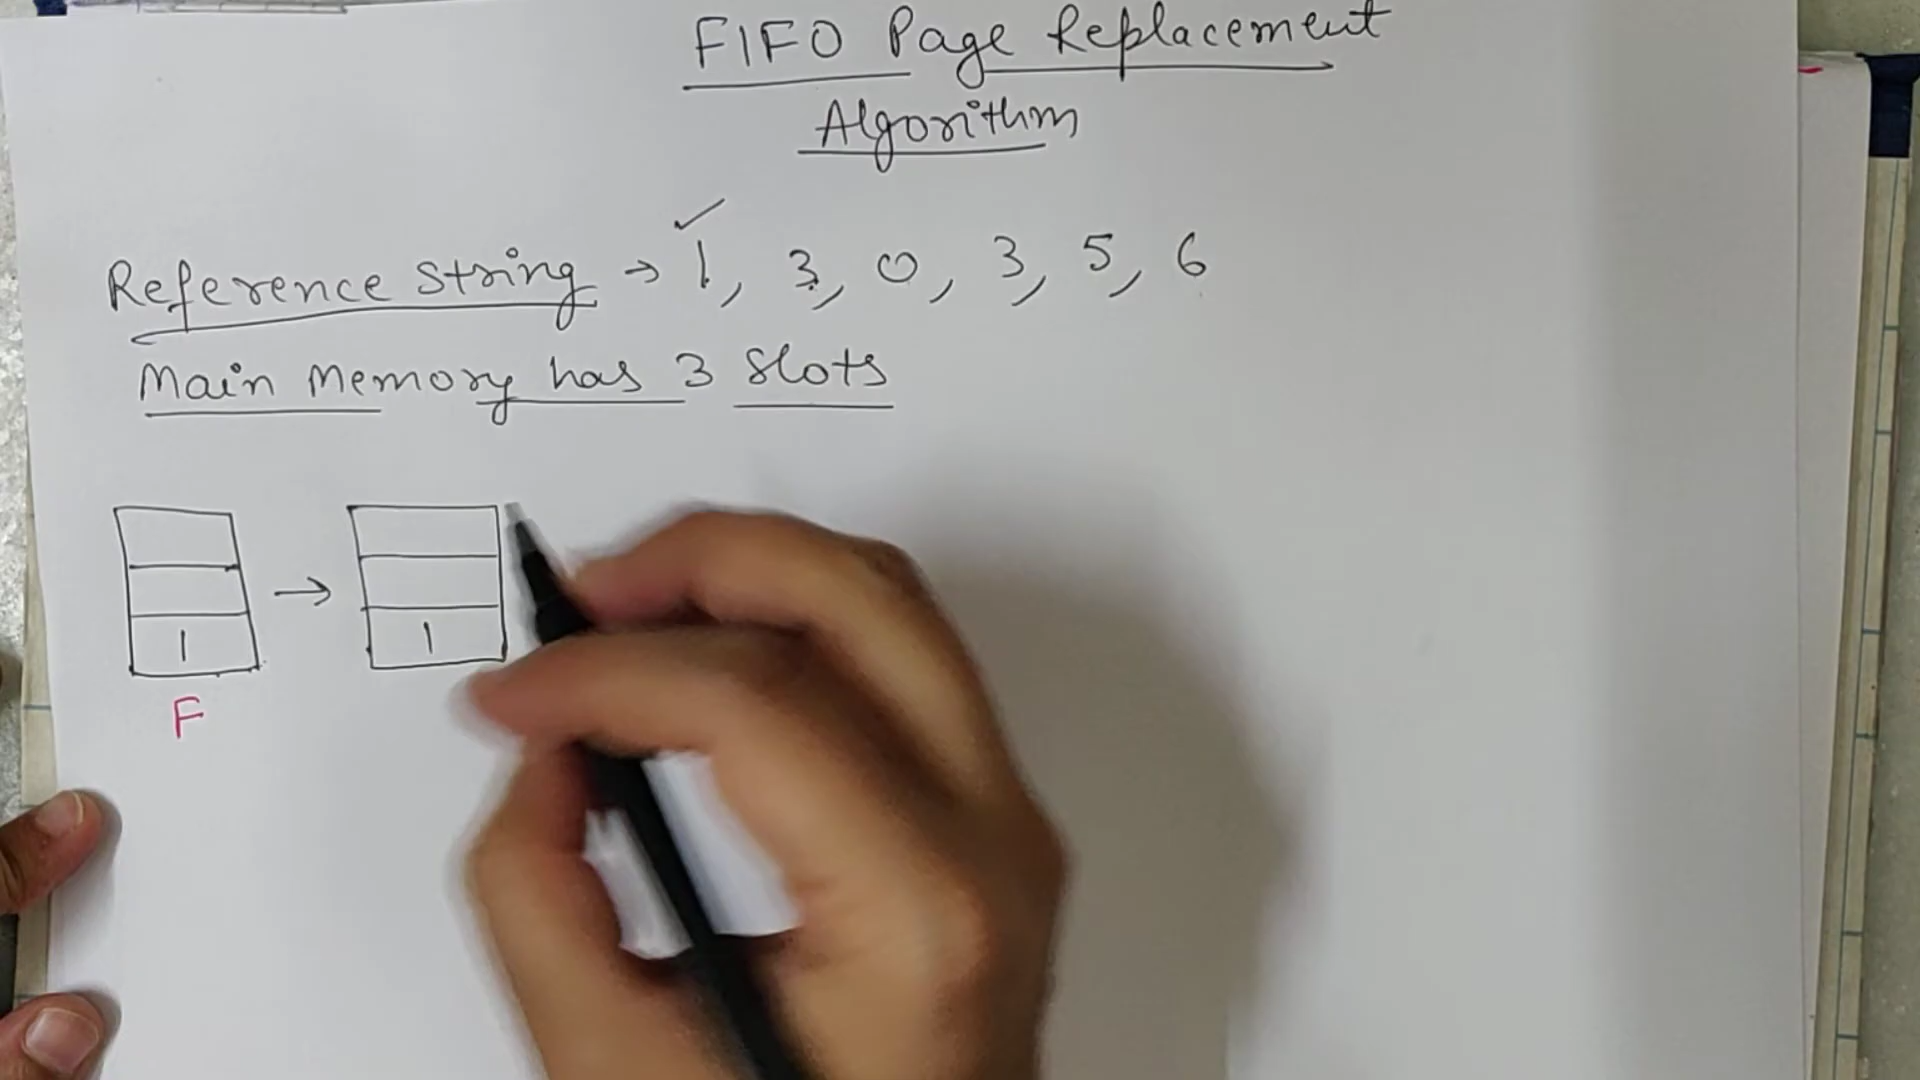 FIFO Page Replacement
Algorithm
Reference String → 1, 3, 0, 3, 5, 6
Main Memory has 3 Slots
1 → 1
F